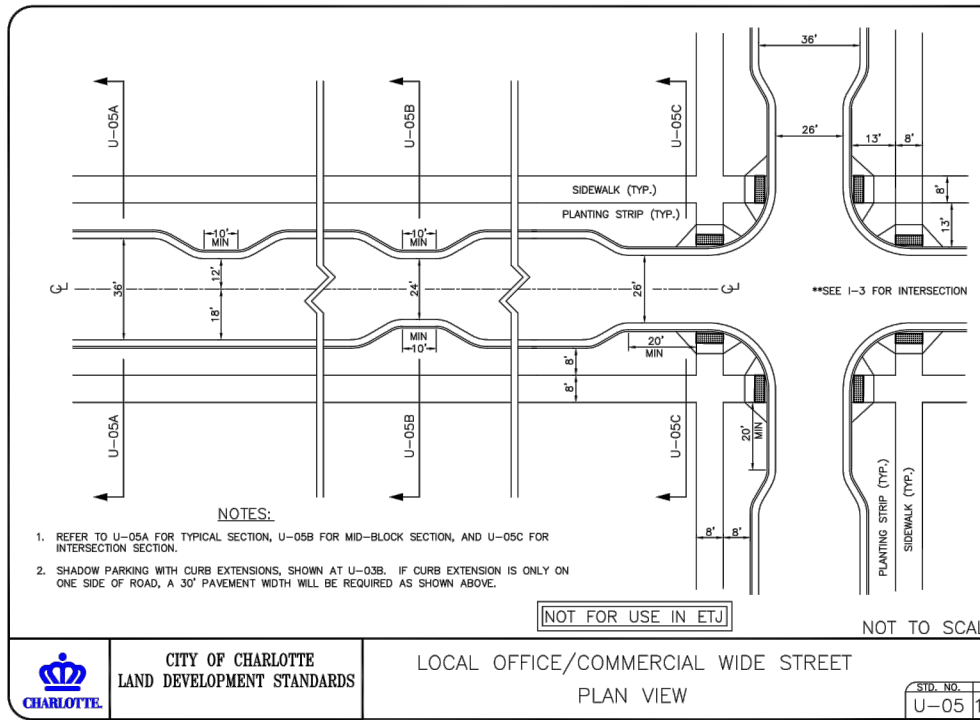 36'
U-05A
U-05B
U-05C
26'
13'
8'
SIDEWALK (TYP.)
8'
PLANTING STRIP (TYP.)
13'
10'
MIN
10'
MIN
12'
36'
24'
26'
18'
**SEE I-3 FOR INTERSECTION
MIN
10'
20'
MIN
8'
8'
20'
MIN
U-05A
U-05B
U-05C
PLANTING STRIP (TYP.)
SIDEWALK (TYP.)
8'
8'
NOTES:
1. REFER TO U-05A FOR TYPICAL SECTION, U-05B FOR MID-BLOCK SECTION, AND U-05C FOR
INTERSECTION SECTION.
2. SHADOW PARKING WITH CURB EXTENSIONS, SHOWN AT U-03B. IF CURB EXTENSION IS ONLY ON
ONE SIDE OF ROAD, A 30' PAVEMENT WIDTH WILL BE REQUIRED AS SHOWN ABOVE.
NOT FOR USE IN ETJ
NOT TO SCAL
CHARLOTTE.
CITY OF CHARLOTTE
LAND DEVELOPMENT STANDARDS
LOCAL OFFICE/COMMERCIAL WIDE STREET
PLAN VIEW
STD. NO.
U-05